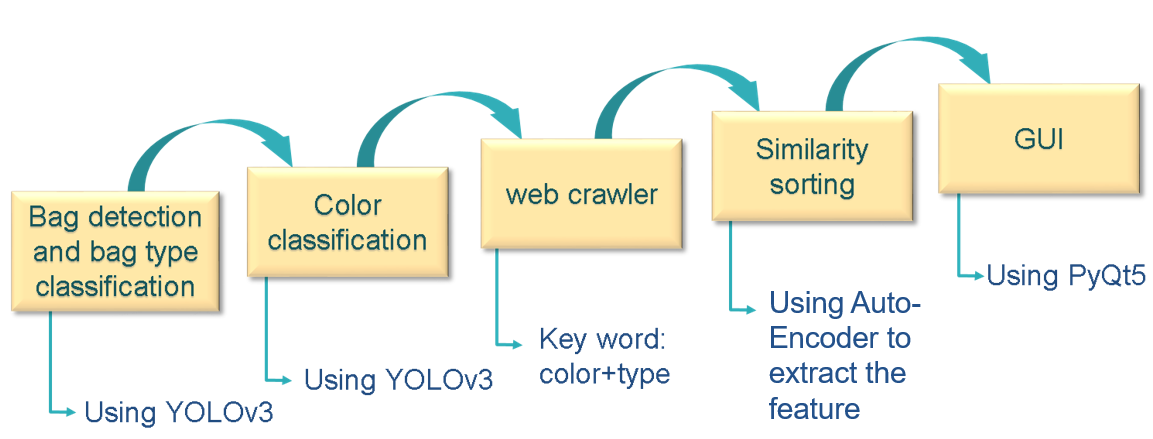 Bag detection
and bag type
classification
Using YOLOv3
Color
classification
Using YOLOv3
web crawler
Key word:
color+type
Similarity
sorting
Using Auto-
Encoder to
extract the
feature
GUI
Using PyQt5